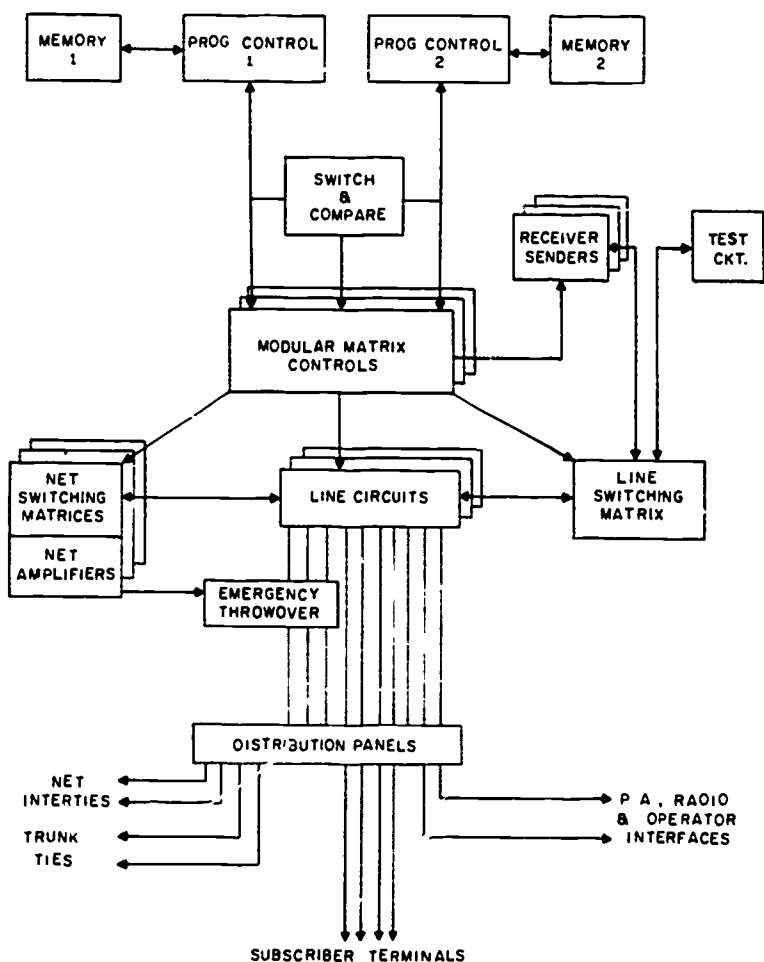 MEMORY
1
PROG CONTROL
1
PROG CONTROL
2
MEMORY
2
SWITCH
&
COMPARE
RECEIVER
SENDERS
TEST
CKT.
MODULAR MATRIX
CONTROLS
NET
SWITCHING
MATRICES
NET
AMPLIFIERS
LINE CIRCUITS
LINE
SWITCHING
MATRIX
EMERGENCY
THROWOVER
DISTRIBUTION PANELS
NET
INTERTIES
TRUNK
TIES
P A, RADIO
& OPERATOR
INTERFACES
SUBSCRIBER TERMINALS